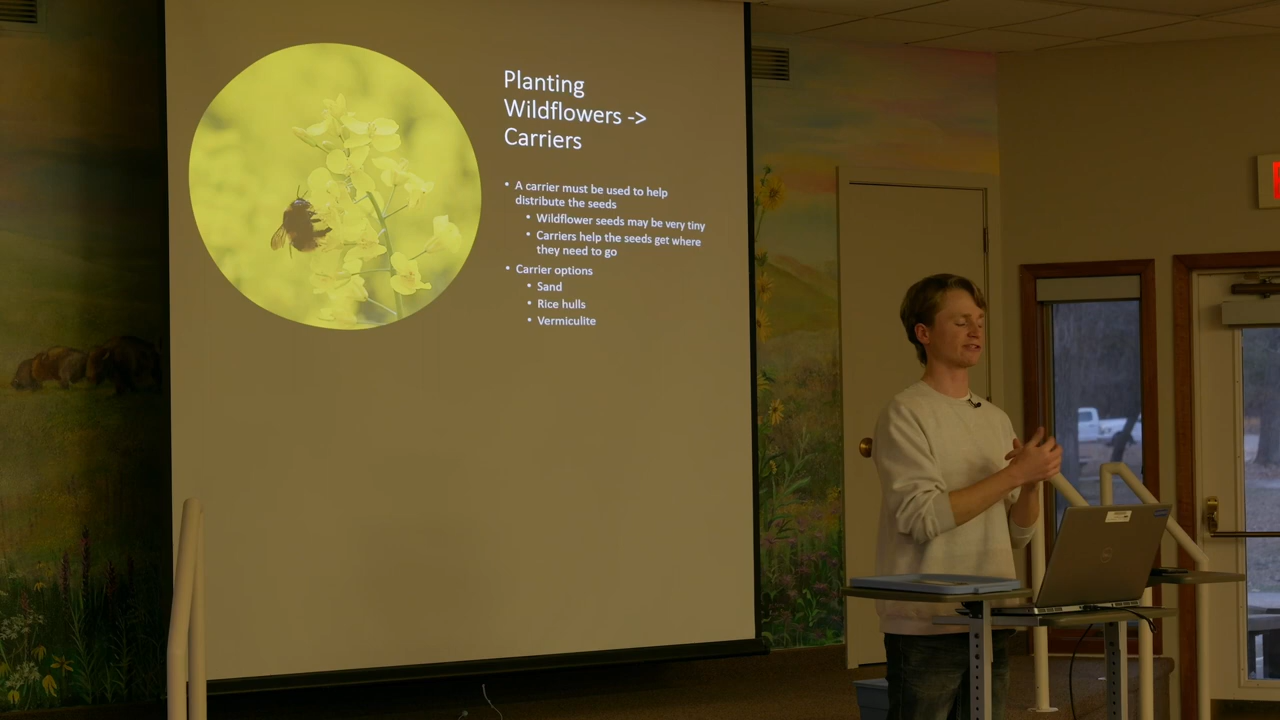 Planting
Wildflowers ->
Carriers
• A carrier must be used to help
distribute the seeds
• Wildflower seeds may be very tiny
• Carriers help the seeds get where
they need to go
• Carrier options
• Sand
• Rice hulls
• Vermiculite